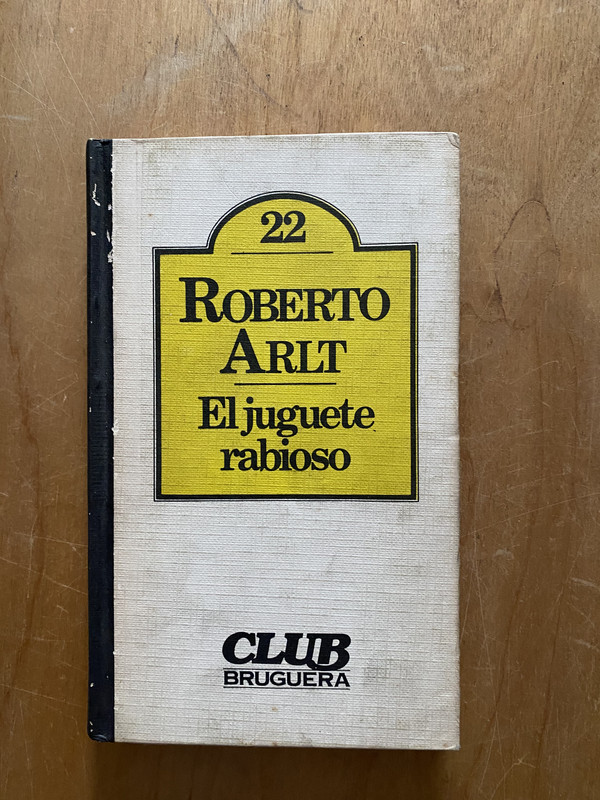 22
ROBERTO
ARLT
El juguete
rabioso
CLUB
BRUGUERA